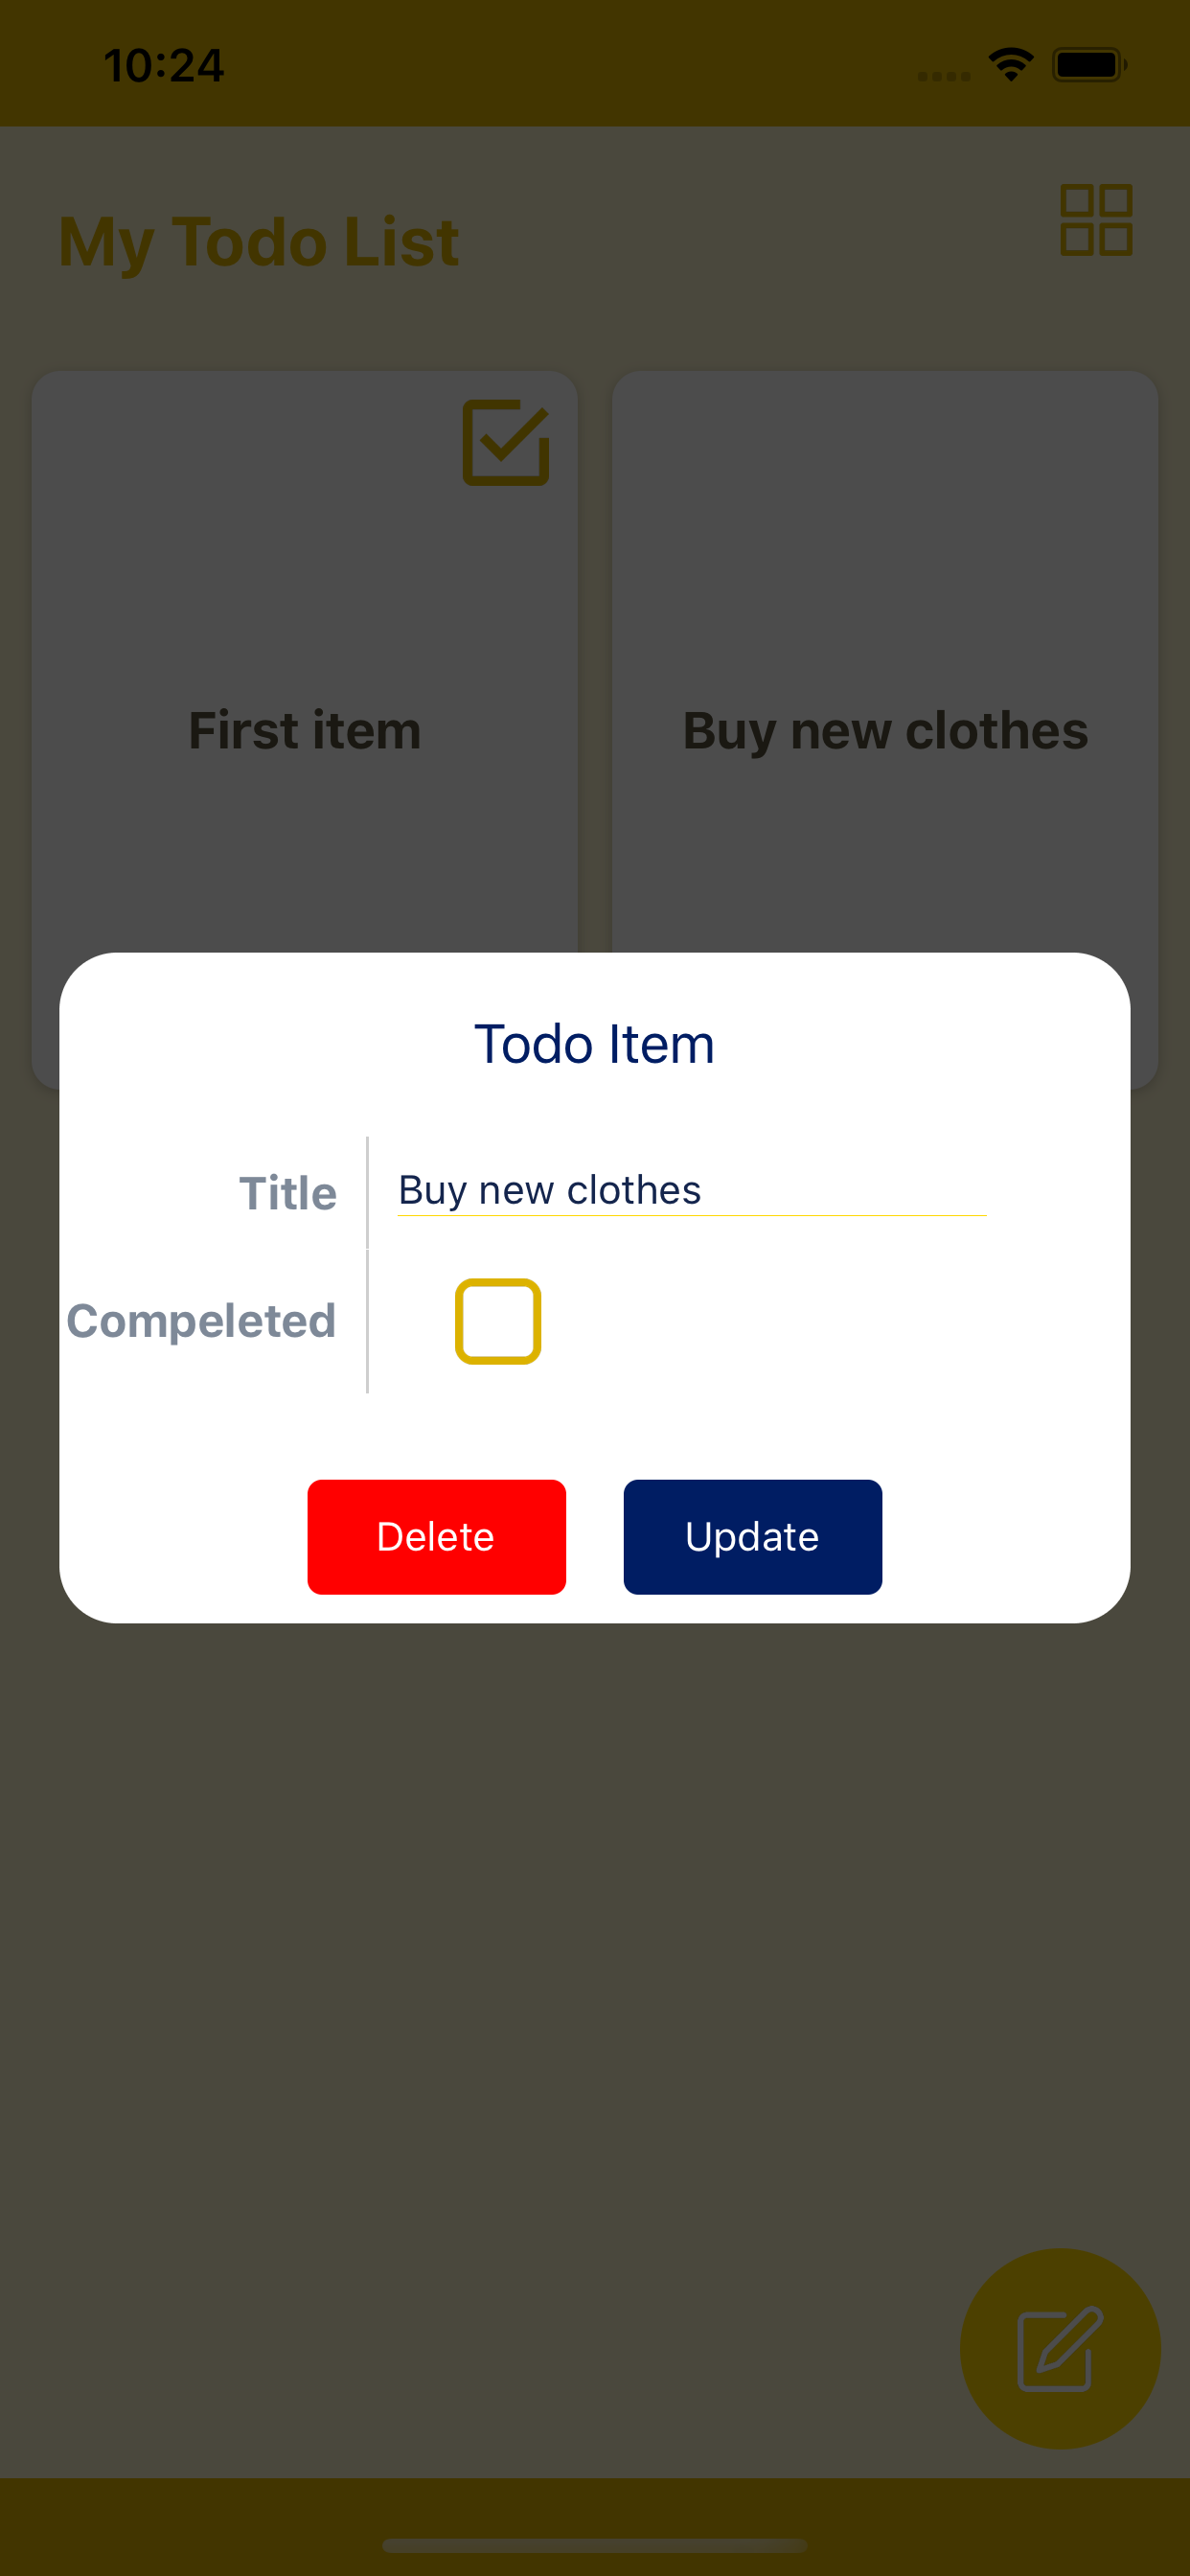 10:24
My Todo List
First item
Buy new clothes
Todo Item
Title
Buy new clothes
Compeleted
Delete
Update